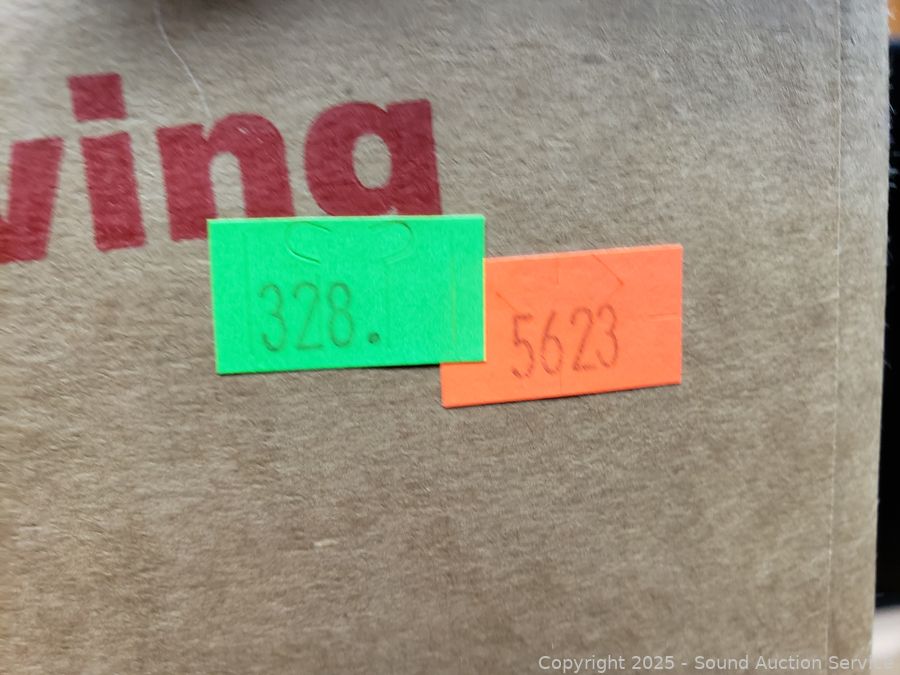 ving
328.
5623
Copyright 2025 - Sound Auction Service